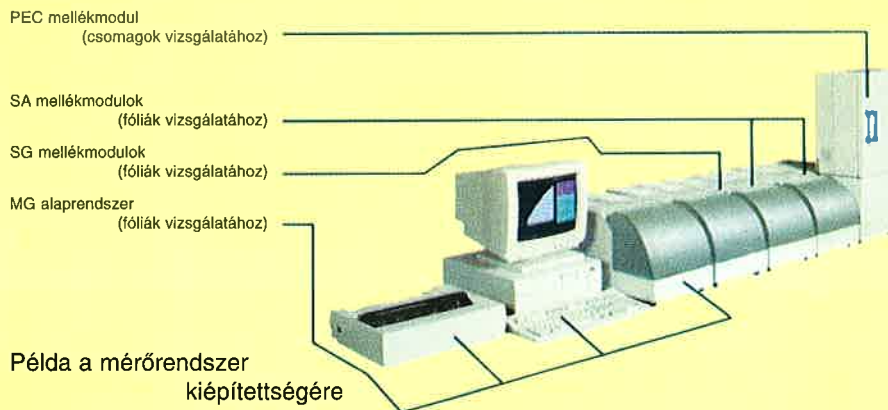 PEC mellékmodul
(csomagok vizsgálatához)
SA mellékmodulok
(fóliák vizsgálatához)
SG mellékmodulok
(fóliák vizsgálatához)
MG alaprendszer
(fóliák vizsgálatához)
Példa a mérőrendszer
kiépítettségére